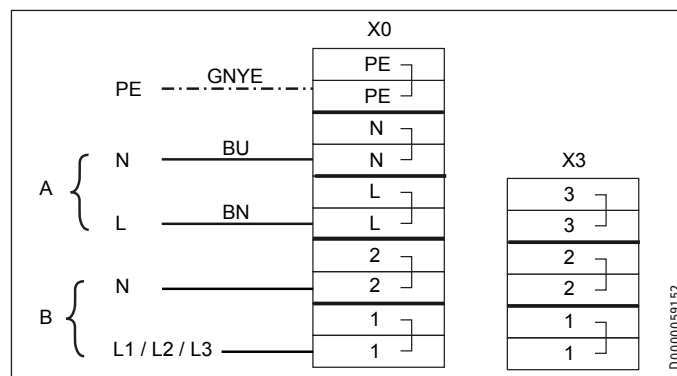 X0
PE
PE GNYE PE
N
A N BU N X3
L 3
L BN L 3
2 2
B N 2 2
1 1
L1 / L2 / L3 1 1
D0000059152